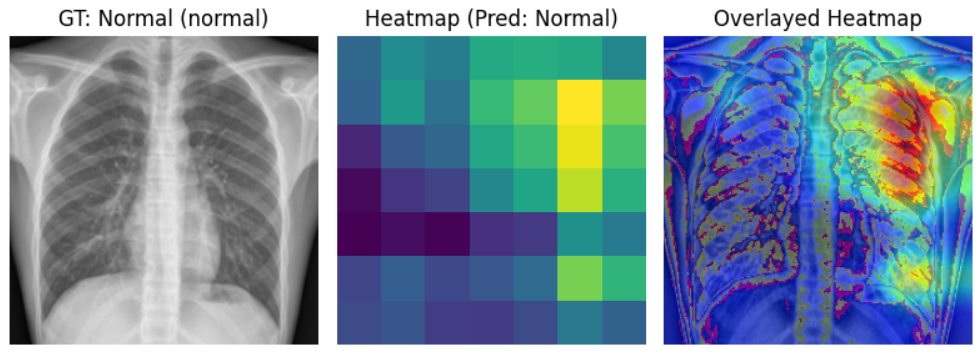 GT: Normal (normal)
Heatmap (Pred: Normal)
Overlayed Heatmap